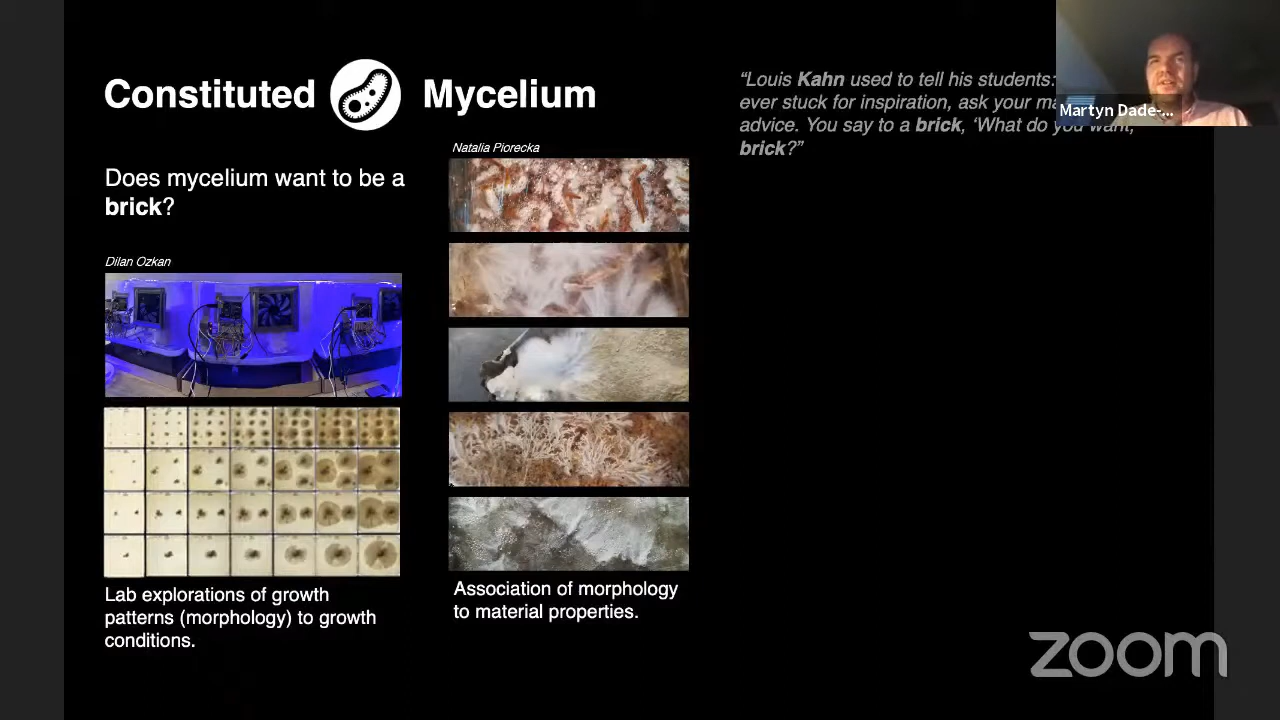 Constituted Mycelium
Does mycelium want to be a
brick?
Dilan Ozkan
Lab explorations of growth
patterns (morphology) to growth
conditions.
Natalia Piorecka
Association of morphology
to material properties.
“Louis Kahn used to tell his students:
ever stuck for inspiration, ask your
advice. You say to a brick, ‘What do you want,
brick?”
Martyn Dade-...
zoom